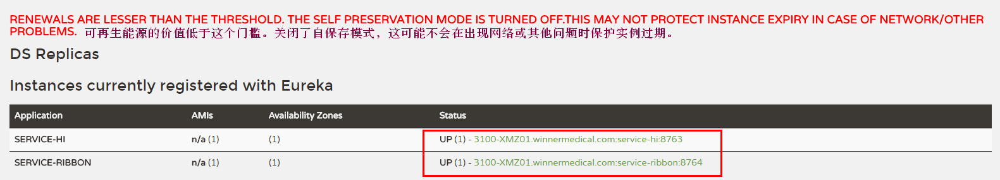 RENEWALS ARE LESSER THAN THE THRESHOLD. THE SELF PRESERVATION MODE IS TURNED OFF.THIS MAY NOT PROTECT INSTANCE EXPIRY IN CASE OF NETWORK/OTHER
PROBLEMS. 可再生能源的价值低于这个门槛。关闭了自保存模式，这可能不会在出现网络或其他问题时保护实例过期。
DS Replicas
Instances currently registered with Eureka
Application AMIs Availability Zones Status
SERVICE-HI n/a (1) (1) UP (1) - 3100-XMZ01.winnermedical.com:service-hi:8763
SERVICE-RIBBON n/a (1) (1) UP (1) - 3100-XMZ01.winnermedical.com:service-ribbon:8764